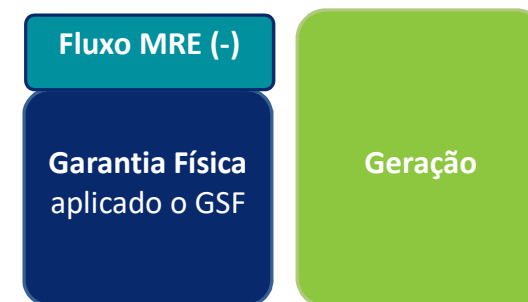 Fluxo MRE (-)
Garantia Física
aplicado o GSF
Geração